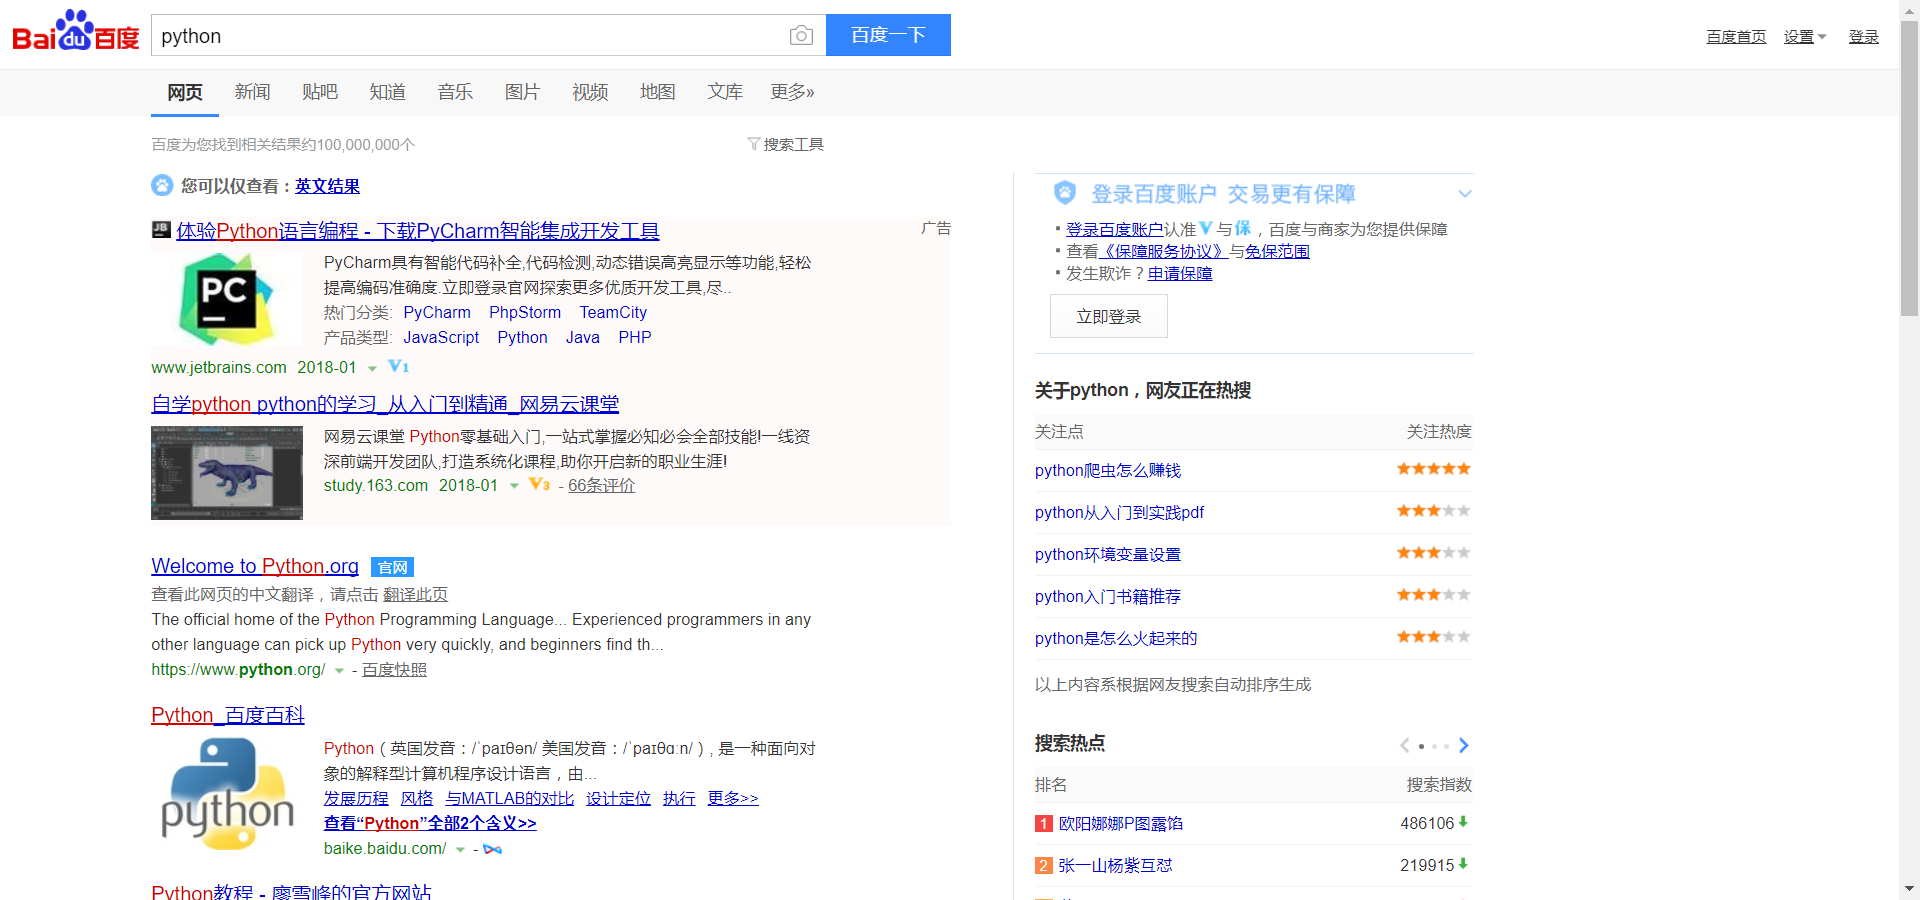 Bai du 百度
python
百度一下
百度首页 设置 登录
网页 新闻 贴吧 知道 音乐 图片 视频 地图 文库 更多»
百度为您找到相关结果约100,000,000个
搜索工具
您可以仅查看：英文结果
JB 体验Python语言编程 - 下载PyCharm智能集成开发工具
广告
PC
PyCharm具有智能代码补全,代码检测,动态错误高亮显示等功能,轻松
提高编码准确度.立即登录官网探索更多优质开发工具,尽..
热门分类: PyCharm PhpStorm TeamCity
产品类型: JavaScript Python Java PHP
www.jetbrains.com 2018-01 V1
自学python python的学习_从入门到精通_网易云课堂
网易云课堂 Python零基础入门,一站式掌握必知必会全部技能!一线资
深前端开发团队,打造系统化课程,助你开启新的职业生涯!
study.163.com 2018-01 V3 - 66条评价
Welcome to Python.org 官网
查看此网页的中文翻译，请点击 翻译此页
The official home of the Python Programming Language... Experienced programmers in any
other language can pick up Python very quickly, and beginners find th...
https://www.python.org/ - 百度快照
Python_百度百科
python
Python（英国发音：/ˈpaɪθən/ 美国发音：/ˈpaɪθɑːn/）, 是一种面向对
象的解释型计算机程序设计语言，由...
发展历程 风格 与MATLAB的对比 设计定位 执行 更多>>
查看“Python”全部2个含义>>
baike.baidu.com/ -
Python教程 - 廖雪峰的官方网站
登录百度账户 交易更有保障
登录百度账户认准V与保，百度与商家为您提供保障
查看《保障服务协议》与免保范围
发生欺诈？申请保障
立即登录
关于python，网友正在热搜
关注点 关注热度
python爬虫怎么赚钱
python从入门到实践pdf
python环境变量设置
python入门书籍推荐
python是怎么火起来的
以上内容系根据网友搜索自动排序生成
搜索热点
排名 搜索指数
1 欧阳娜娜P图露馅 486106
2 张一山杨紫互怼 219915